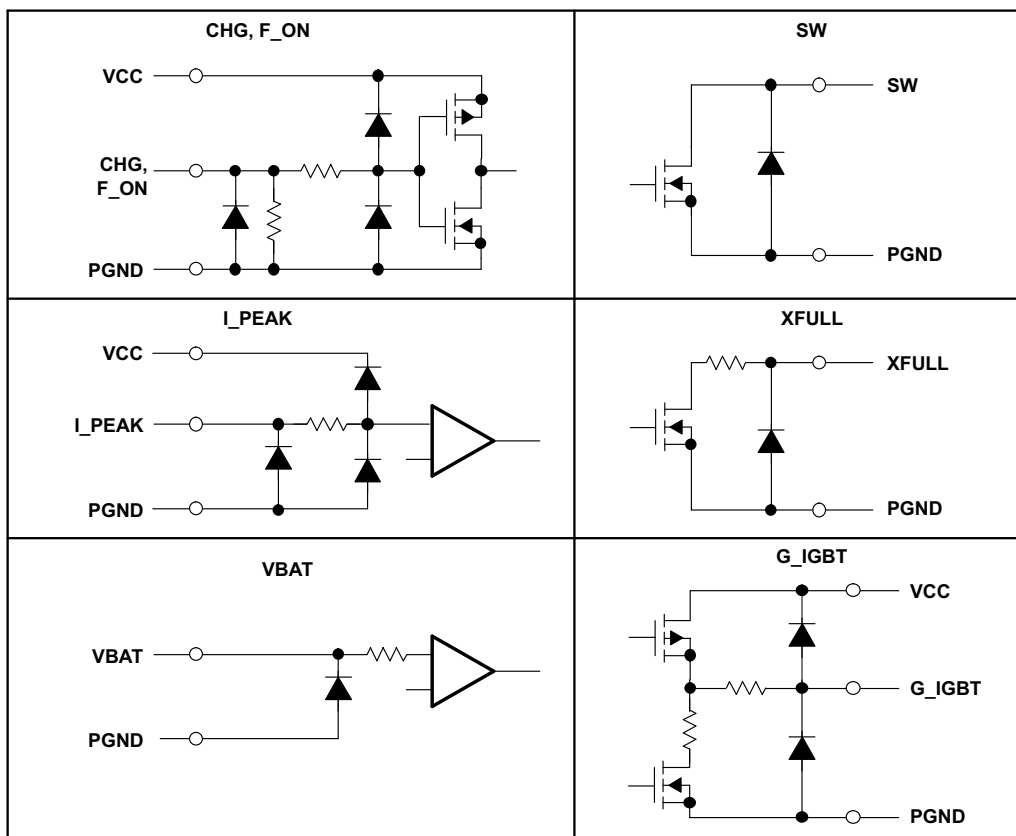 CHG, F_ON
VCC
CHG,
F_ON
PGND
SW
SW
PGND
I_PEAK
VCC
I_PEAK
PGND
XFULL
XFULL
PGND
VBAT
VBAT
PGND
G_IGBT
VCC
G_IGBT
PGND